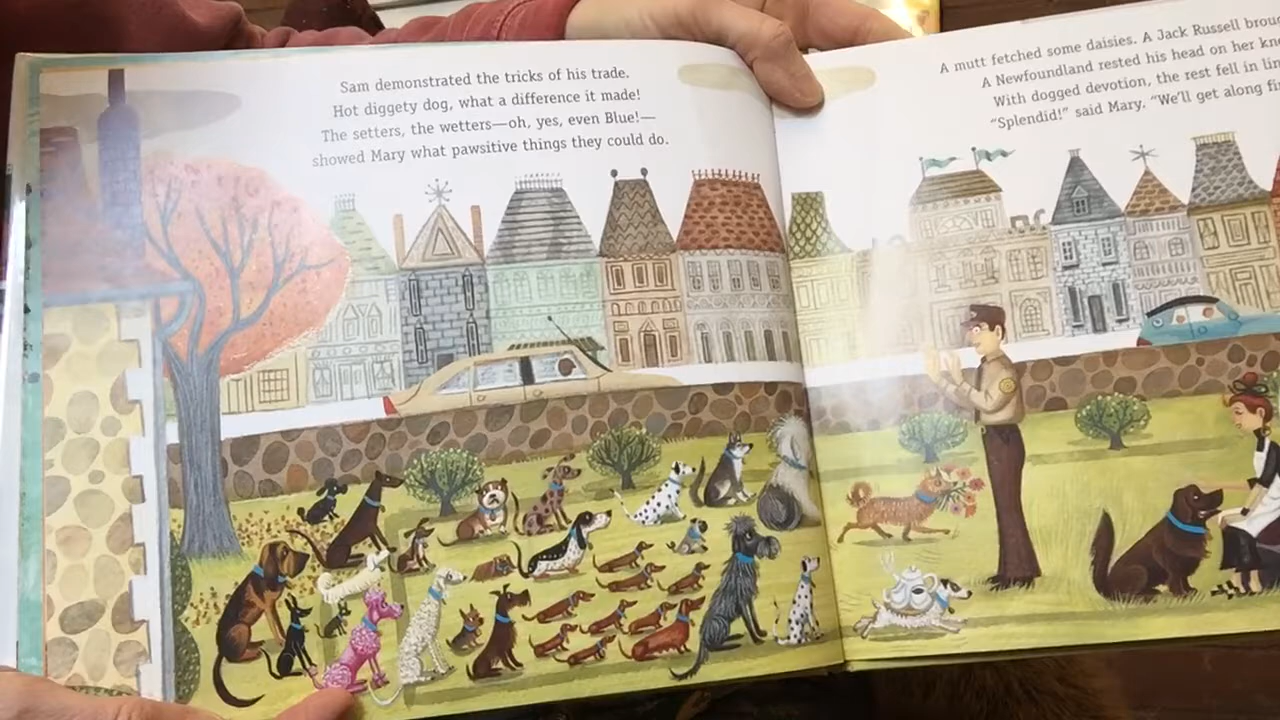 Sam demonstrated the tricks of his trade.
Hot diggety dog, what a difference it made!
The setters, the wetters—oh, yes, even Blue!—
showed Mary what pawsitive things they could do.
A mutt fetched some daisies. A Jack Russell
A Newfoundland rested his head on her
With dogged devotion, the rest fell in
"Splendid!" said Mary. "We'll get along